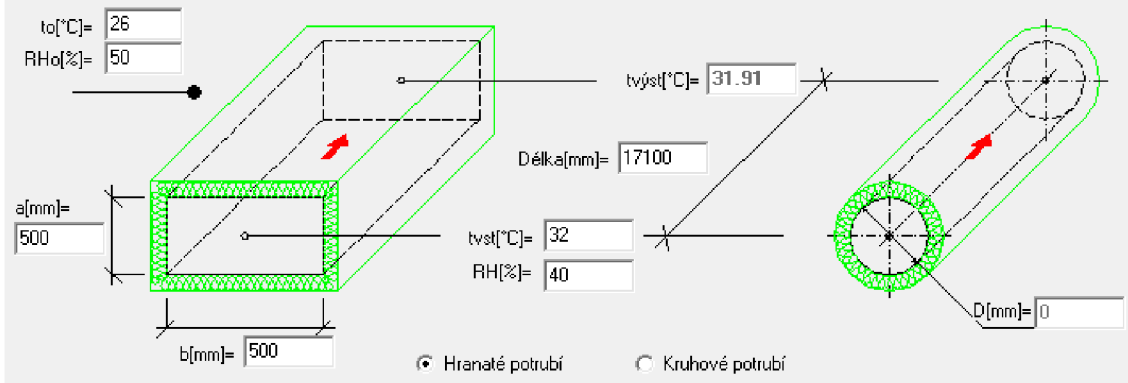 to[°C]= 26
RHo[%]= 50
tvýst[°C]= 31.91
Délka[mm]= 17100
a[mm]=
500
tvst[°C]= 32
RH[%]= 40
D[mm]= 0
b[mm]= 500
Hranaté potrubí
Kruhové potrubí